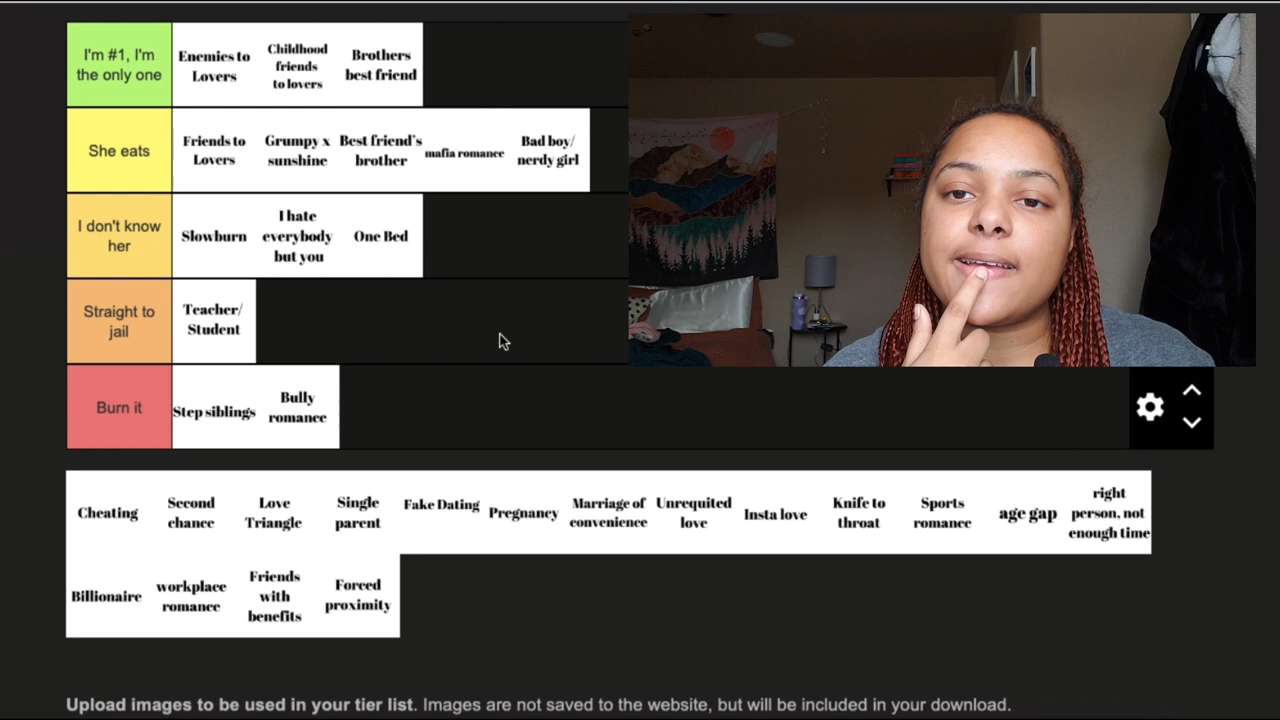 I'm #1, I'm
the only one
Enemies to
Lovers
Childhood
friends
to lovers
Brothers
best friend
She eats
Friends to
Lovers
Grumpy x
sunshine
Best friend's
brother
mafia romance
Bad boy/
nerdy girl
I don't know
her
Slowburn
I hate
everybody
but you
One Bed
Straight to
jail
Teacher/
Student
Burn it
Step siblings
Bully
romance
Cheating
Second
chance
Love
Triangle
Single
parent
Fake Dating
Pregnancy
Marriage of
convenience
Unrequited
love
Insta love
Knife to
throat
Sports
romance
age gap
right
person, not
enough time
Billionaire
workplace
romance
Friends
with
benefits
Forced
proximity
Upload images to be used in your tier list. Images are not saved to the website, but will be included in your download.